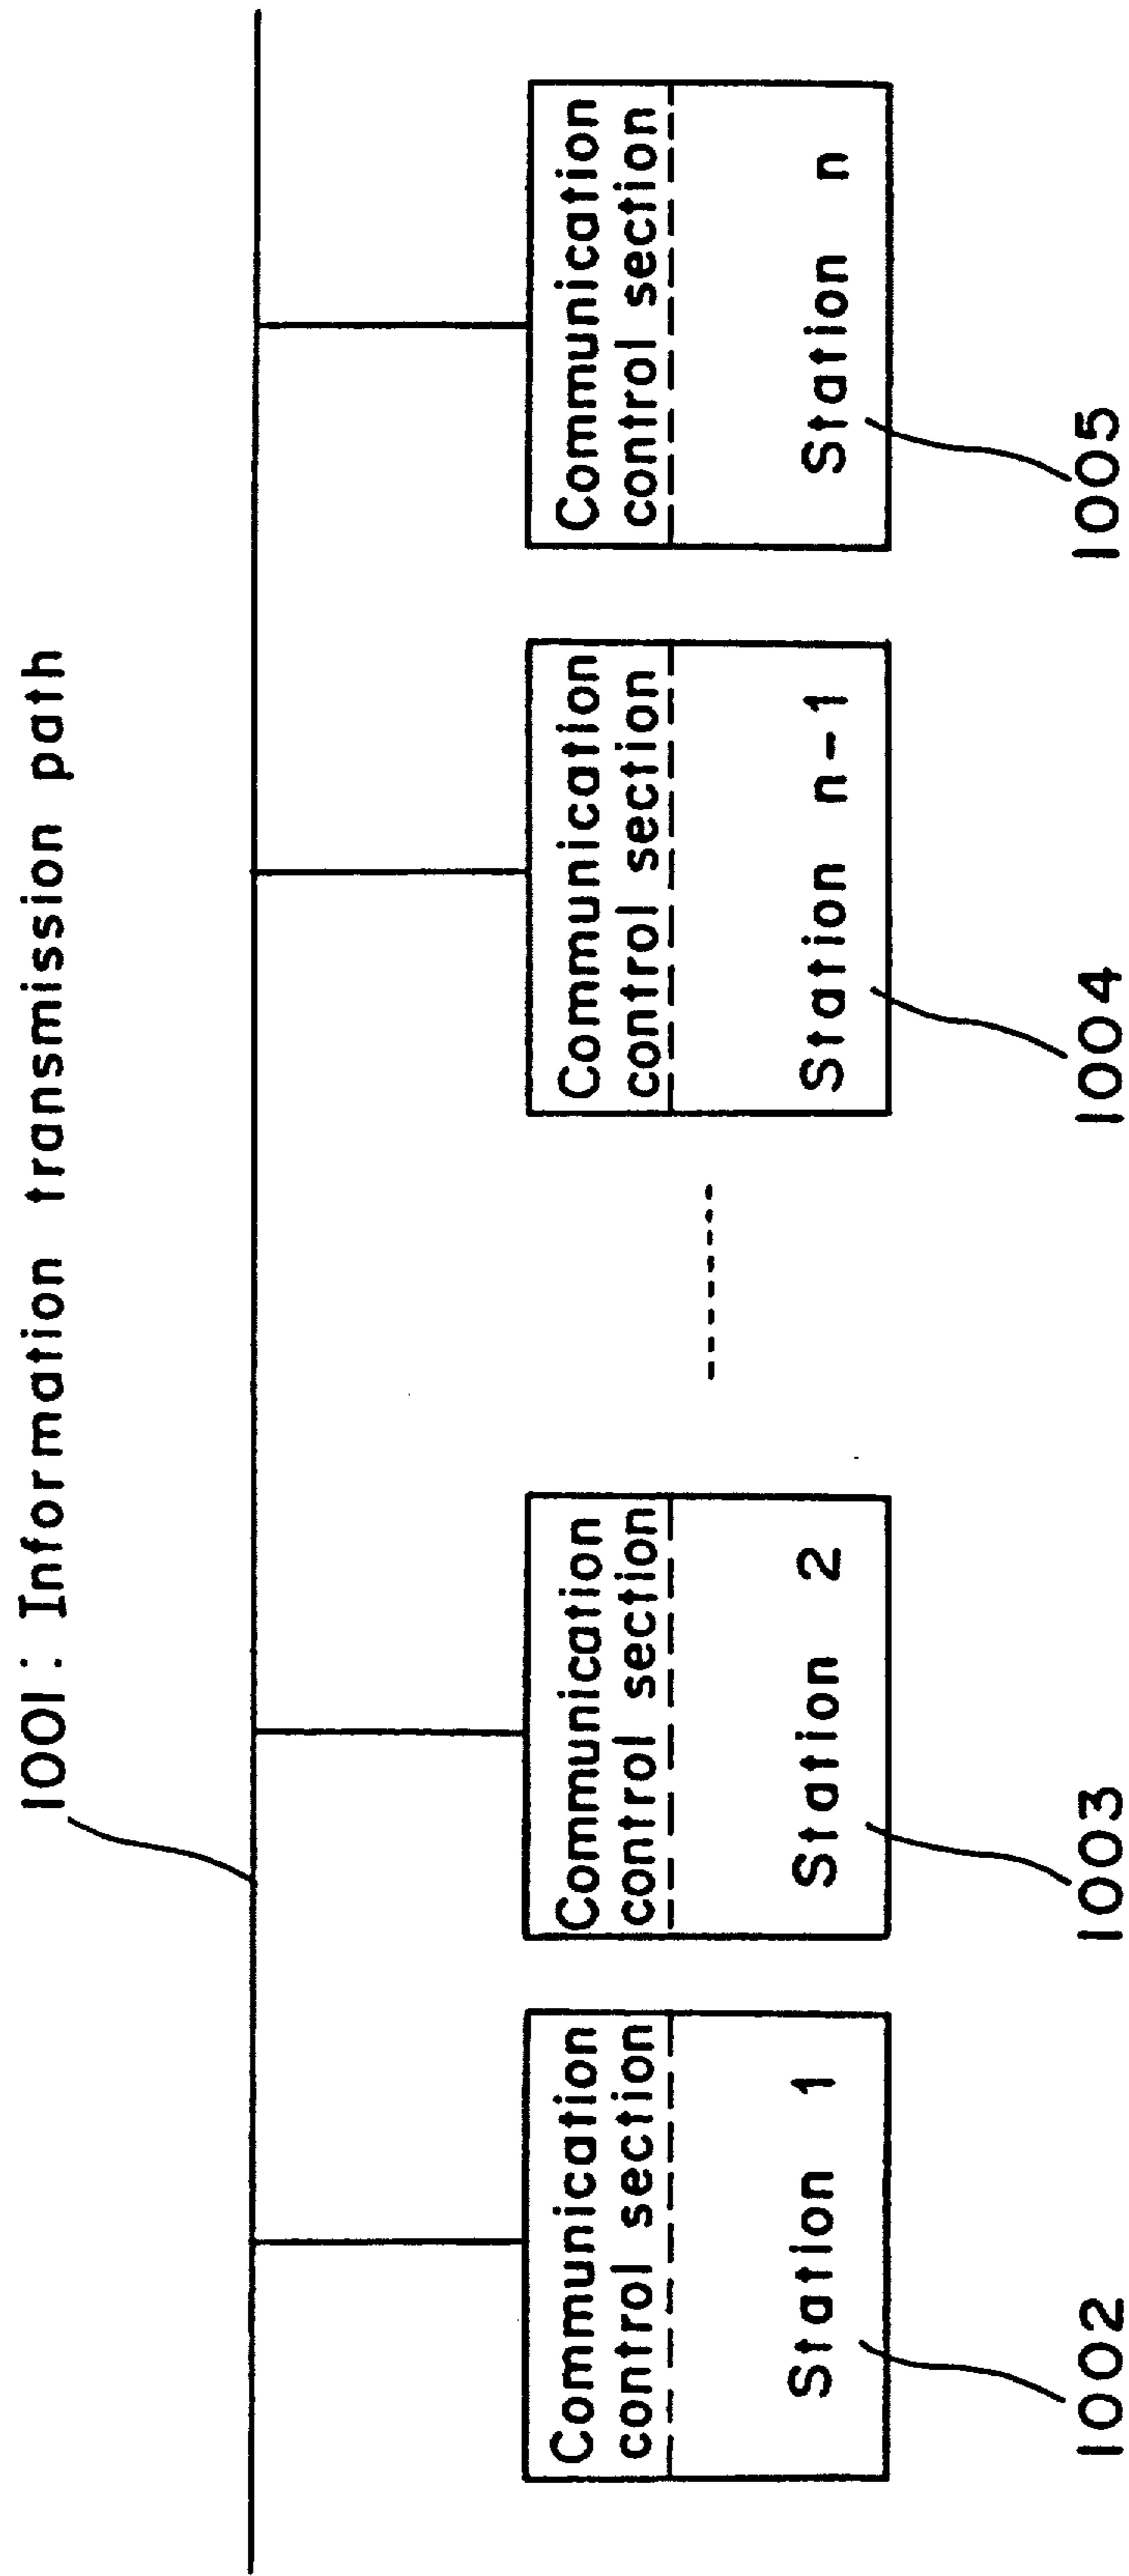 1001: Information transmission path
Communication
control section
Station 1
1002
Communication
control section
Station 2
1003
Communication
control section
Station n-1
1004
Communication
control section
Station n
1005